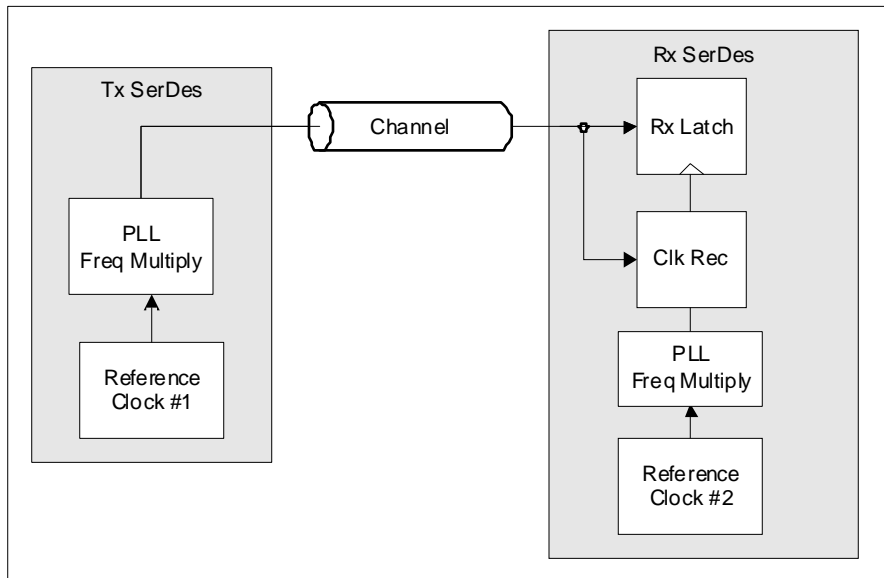 Tx SerDes
PLL
Freq Multiply
Reference
Clock #1
Channel
Rx SerDes
Rx Latch
Clk Rec
PLL
Freq Multiply
Reference
Clock #2